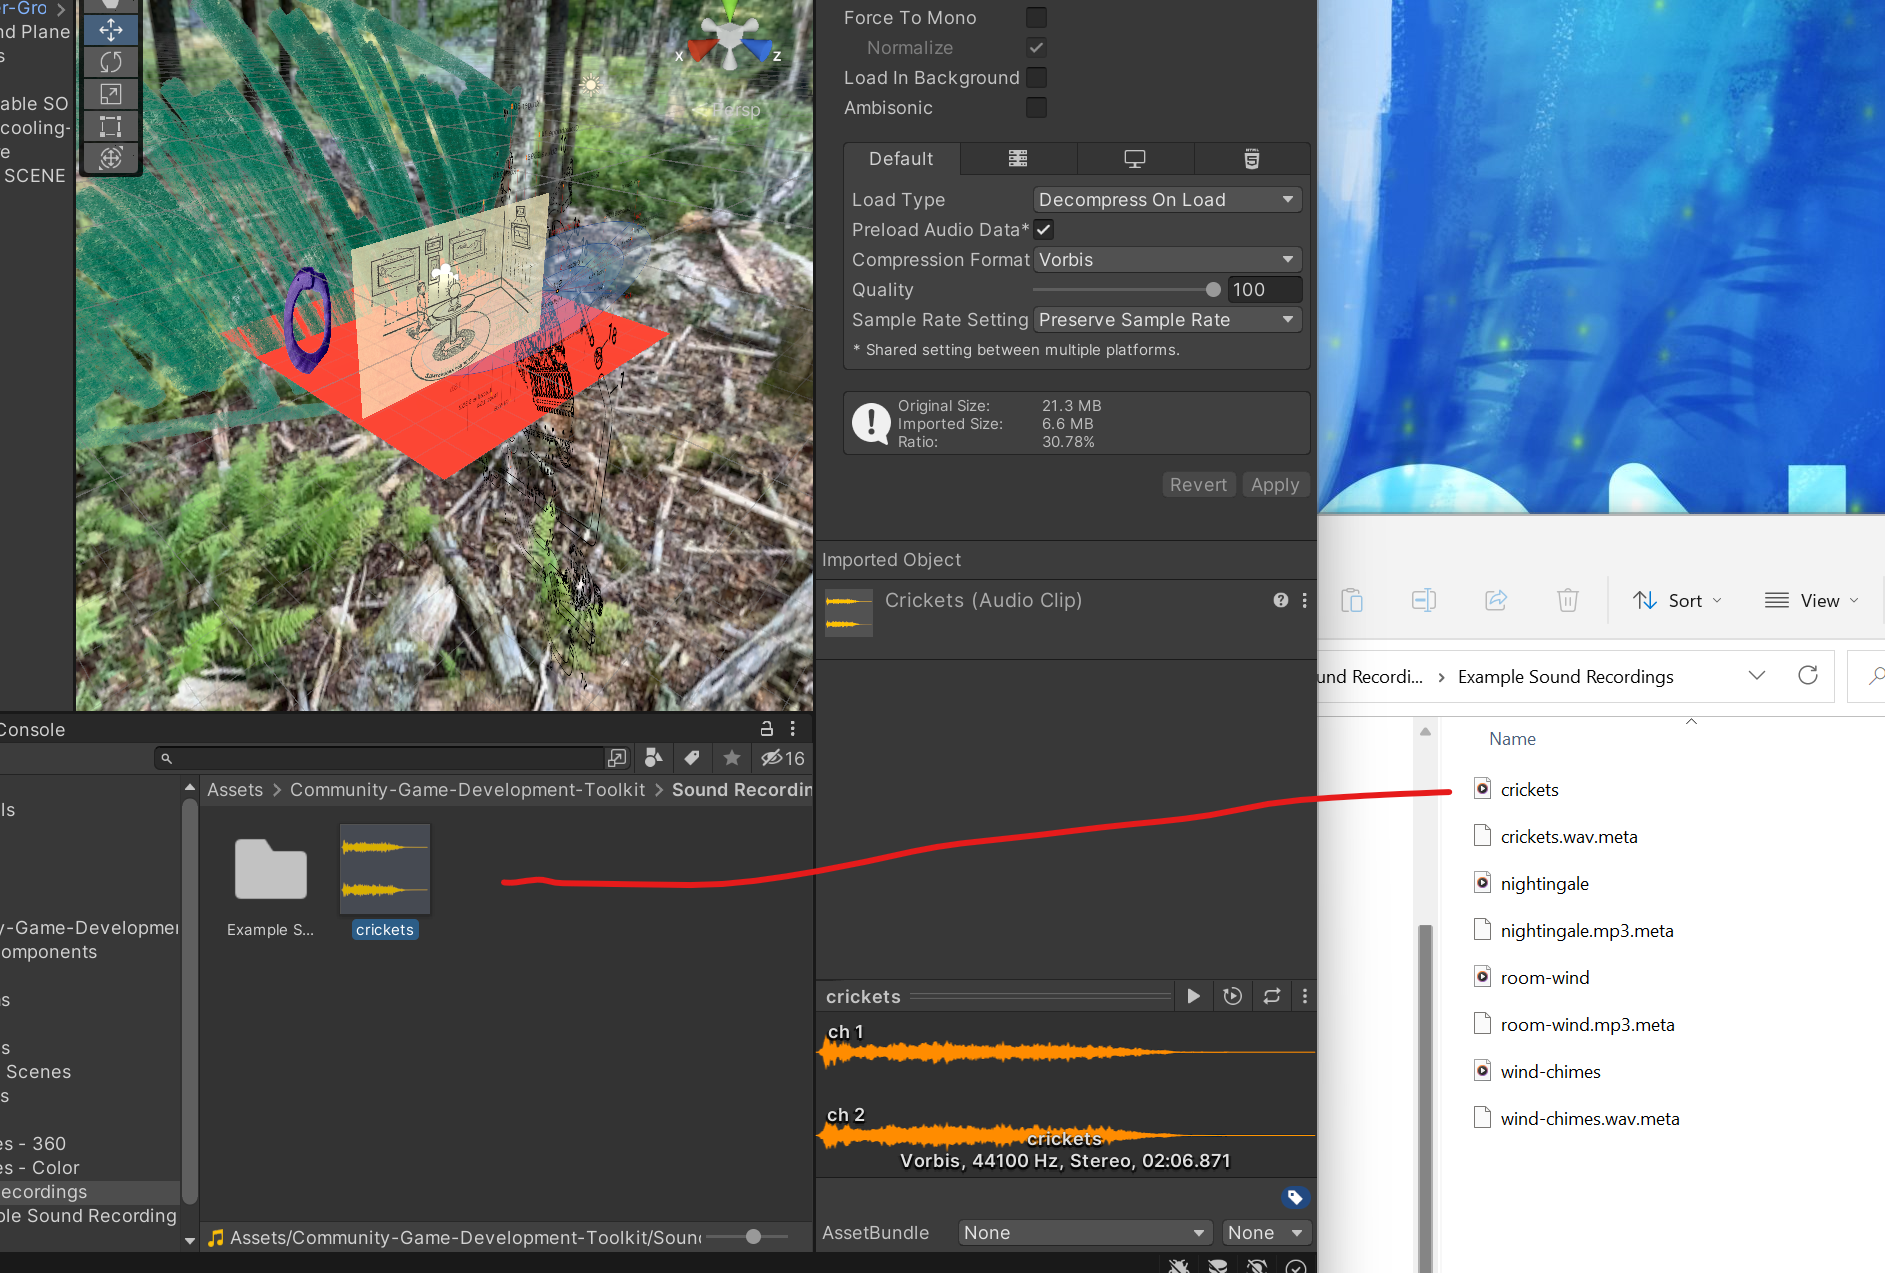 er-Gro
nd Plane
s
able SO
cooling-
re
SCENE
X
Z
Persp
Force To Mono
Normalize
Load In Background
Ambisonic
Default
HTML
5
Load Type
Decompress On Load
Preload Audio Data*
Compression Format
Vorbis
Quality
100
Sample Rate Setting
Preserve Sample Rate
* Shared setting between multiple platforms.
Original Size: 21.3 MB
Imported Size: 6.6 MB
Ratio: 30.78%
Revert
Apply
Imported Object
Crickets (Audio Clip)
Sort
View
und Recordi... > Example Sound Recordings
Name
crickets
crickets.wav.meta
nightingale
nightingale.mp3.meta
room-wind
room-wind.mp3.meta
wind-chimes
wind-chimes.wav.meta
Console
16
Assets > Community-Game-Development-Toolkit > Sound Recordin
ls
y-Game-Developmen
omponents
s
Scenes
s
es - 360
es - Color
ecordings
ple Sound Recording
Example S...
crickets
Assets/Community-Game-Development-Toolkit/Soun
crickets
ch 1
ch 2
crickets
Vorbis, 44100 Hz, Stereo, 02:06.871
AssetBundle
None
None